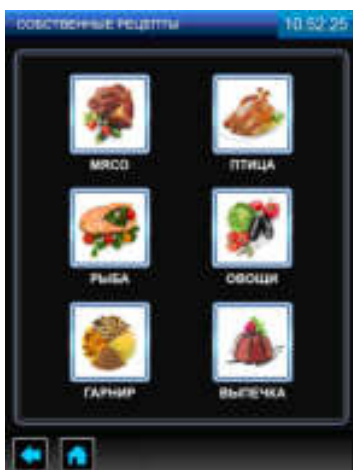 СОБСТВЕННЫЕ РЕЦЕПТЫ 10:52:25
МЯСО ПТИЦА
РЫБА ОВОЩИ
ГАРНИР ВЫПЕЧКА